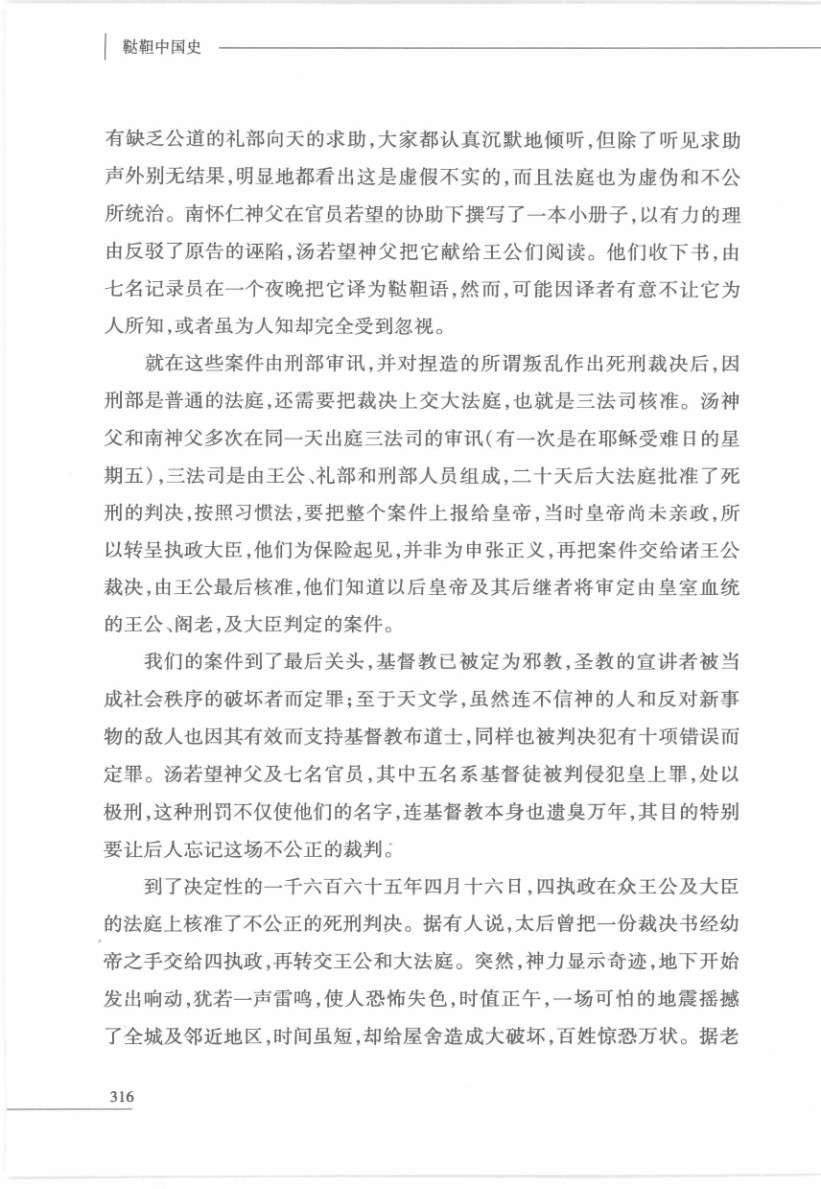 鞑靼中国史
有缺乏公道的礼部向天的求助,大家都认真沉默地倾听,但除了听见求助
声外别无结果,明显地都看出这是虚假不实的,而且法庭也为虚伪和不公
所统治。南怀仁神父在官员若望的协助下撰写了一本小册子,以有力的理
由反驳了原告的诬陷,汤若望神父把它献给王公们阅读。他们收下书,由
七名记录员在一个夜晚把它译为鞑靼语,然而,可能因译者有意不让它为
人所知,或者虽为人知却完全受到忽视。
就在这些案件由刑部审讯,并对捏造的所谓叛乱作出死刑裁决后,因
刑部是普通的法庭,还需要把裁决上交大法庭,也就是三法司核准。汤神
父和南神父多次在同一天出庭三法司的审讯(有一次是在耶稣受难日的星
期五),三法司是由王公、礼部和刑部人员组成,二十天后大法庭批准了死
刑的判决,按照习惯法,要把整个案件上报给皇帝,当时皇帝尚未亲政,所
以转呈执政大臣,他们为保险起见,并非为申张正义,再把案件交给诸王公
裁决,由王公最后核准,他们知道以后皇帝及其后继者将审定由皇室血统
的王公、阁老,及大臣判定的案件。
我们的案件到了最后关头,基督教已被定为邪教,圣教的宣讲者被当
成社会秩序的破坏者而定罪;至于天文学,虽然连不信神的人和反对新事
物的敌人也因其有效而支持基督教布道士,同样也被判决犯有十项错误而
定罪。汤若望神父及七名官员,其中五名系基督徒被判侵犯皇上罪,处以
极刑,这种刑罚不仅使他们的名字,连基督教本身也遗臭万年,其目的特别
要让后人忘记这场不公正的裁判。
到了决定性的一千六百六十五年四月十六日,四执政在众王公及大臣
的法庭上核准了不公正的死刑判决。据有人说,太后曾把一份裁决书经幼
帝之手交给四执政,再转交王公和大法庭。突然,神力显示奇迹,地下开始
发出响动,犹若一声雷鸣,使人恐怖失色,时值正午,一场可怕的地震摇撼
了全城及邻近地区,时间虽短,却给屋舍造成大破坏,百姓惊恐万状。据老
316